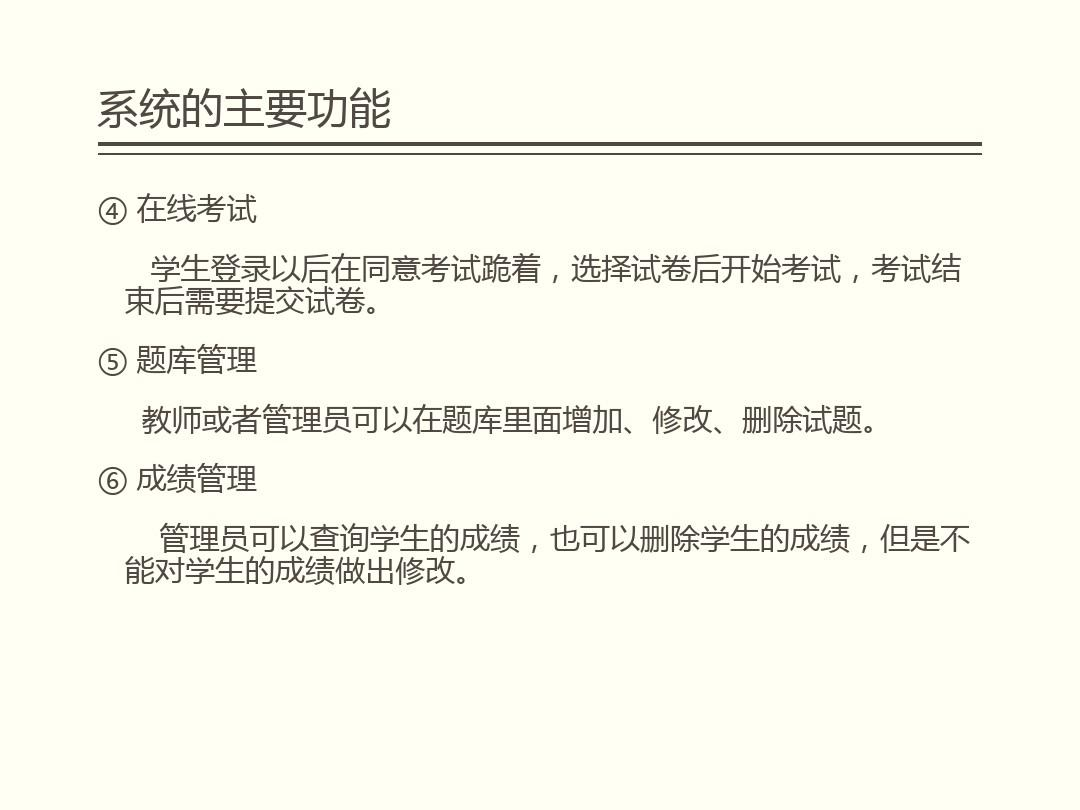 系统的主要功能
④ 在线考试
学生登录以后在同意考试跪着，选择试卷后开始考试，考试结
束后需要提交试卷。
⑤ 题库管理
教师或者管理员可以在题库里面增加、修改、删除试题。
⑥ 成绩管理
管理员可以查询学生的成绩，也可以删除学生的成绩，但是不
能对学生的成绩做出修改。